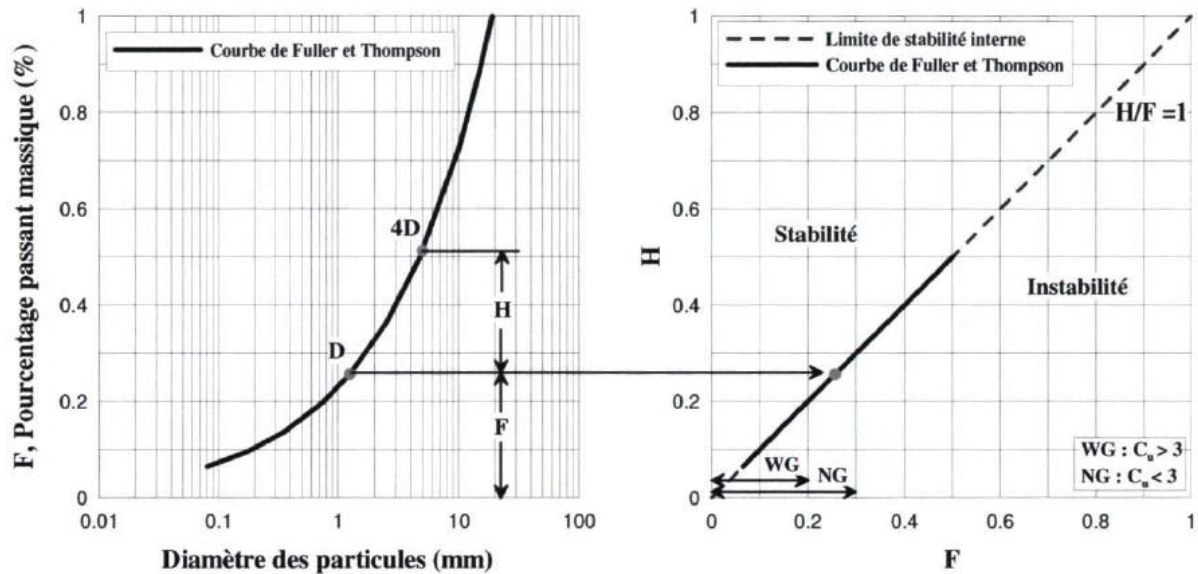 F, Pourcentage passant massique (%)
1
0.8
0.6
0.4
0.2
0
Courbe de Fuller et Thompson
4D
H
D
F
0.01
0.1
1
10
100
Diamètre des particules (mm)
H
1
0.8
0.6
0.4
0.2
0
Limite de stabilité interne
Courbe de Fuller et Thompson
H/F =1
Stabilité
Instabilité
WG
NG
WG : Cu > 3
NG : Cu < 3
0
0.2
0.4
0.6
0.8
1
F